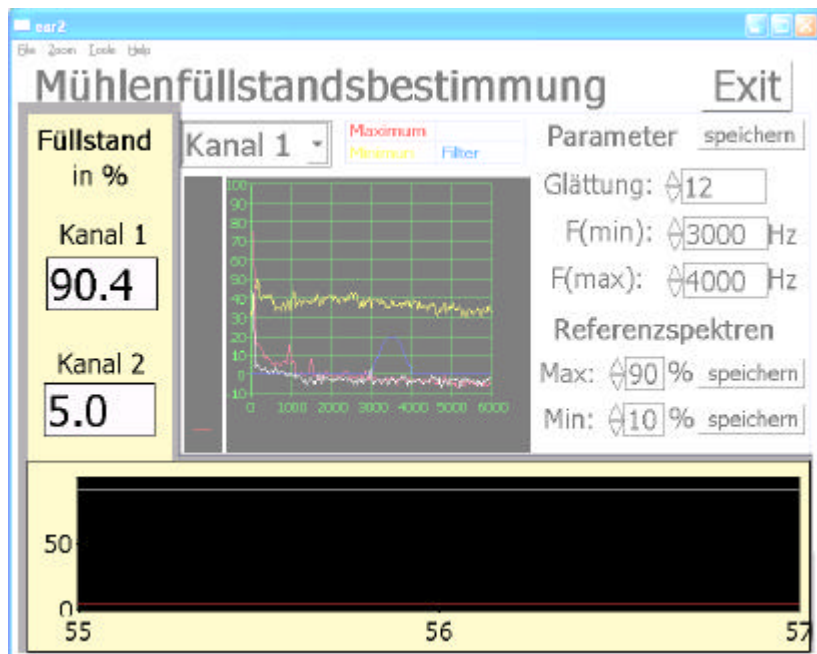 ear2
File Zoom Tools Help
Mühlenfüllstandsbestimmung
Exit
Füllstand
in %
Kanal 1
90.4
Kanal 2
5.0
Kanal 1
Maximum
Minimum Filter
100
90
80
70
60
50
40
30
20
10
0
-10
0 1000 2000 3000 4000 5000 6000
Parameter speichern
Glättung: 12
F(min): 3000 Hz
F(max): 4000 Hz
Referenzspektren
Max: 90 % speichern
Min: 10 % speichern
50
0
55 56 57